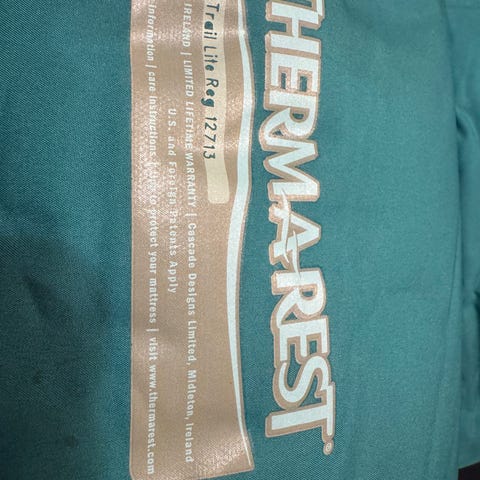 THERMAREST®
Trail Lite Reg 12713
IRELAND | LIMITED LIFETIME WARRANTY | Cascade Designs Limited, Midleton, Ireland
U.S. and Foreign Patents Apply
information | care instructions to protect your mattress | visit www.thermarest.com